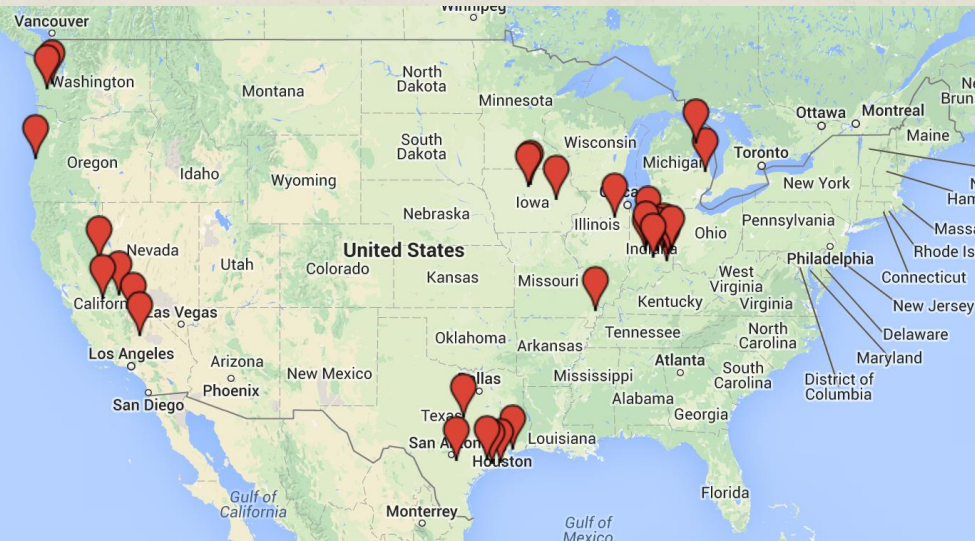 Vancouver
Winnipeg
Washington
North
Dakota
Montana
Minnesota
Ottawa
Montreal
Maine
Oregon
Idaho
South
Dakota
Wisconsin
Michigan
Toronto
Wyoming
Iowa
New York
Nebraska
Illinois
Indiana
Ohio
Pennsylvania
Massa
Rhode Is
Connecticut
New Jersey
Delaware
Maryland
District of
Columbia
Nevada
Utah
United States
Colorado
Kansas
Missouri
West
Virginia
Philadelphia
Virginia
Kentucky
Californ
Las Vegas
Los Angeles
San Diego
Arizona
Phoenix
New Mexico
Oklahoma
Arkansas
Tennessee
North
Carolina
Atlanta
South
Carolina
Mississippi
Alabama
Georgia
llas
Texas
San Anton
Houston
Louisiana
Florida
Gulf of
California
Monterrey
Gulf of
Mexico